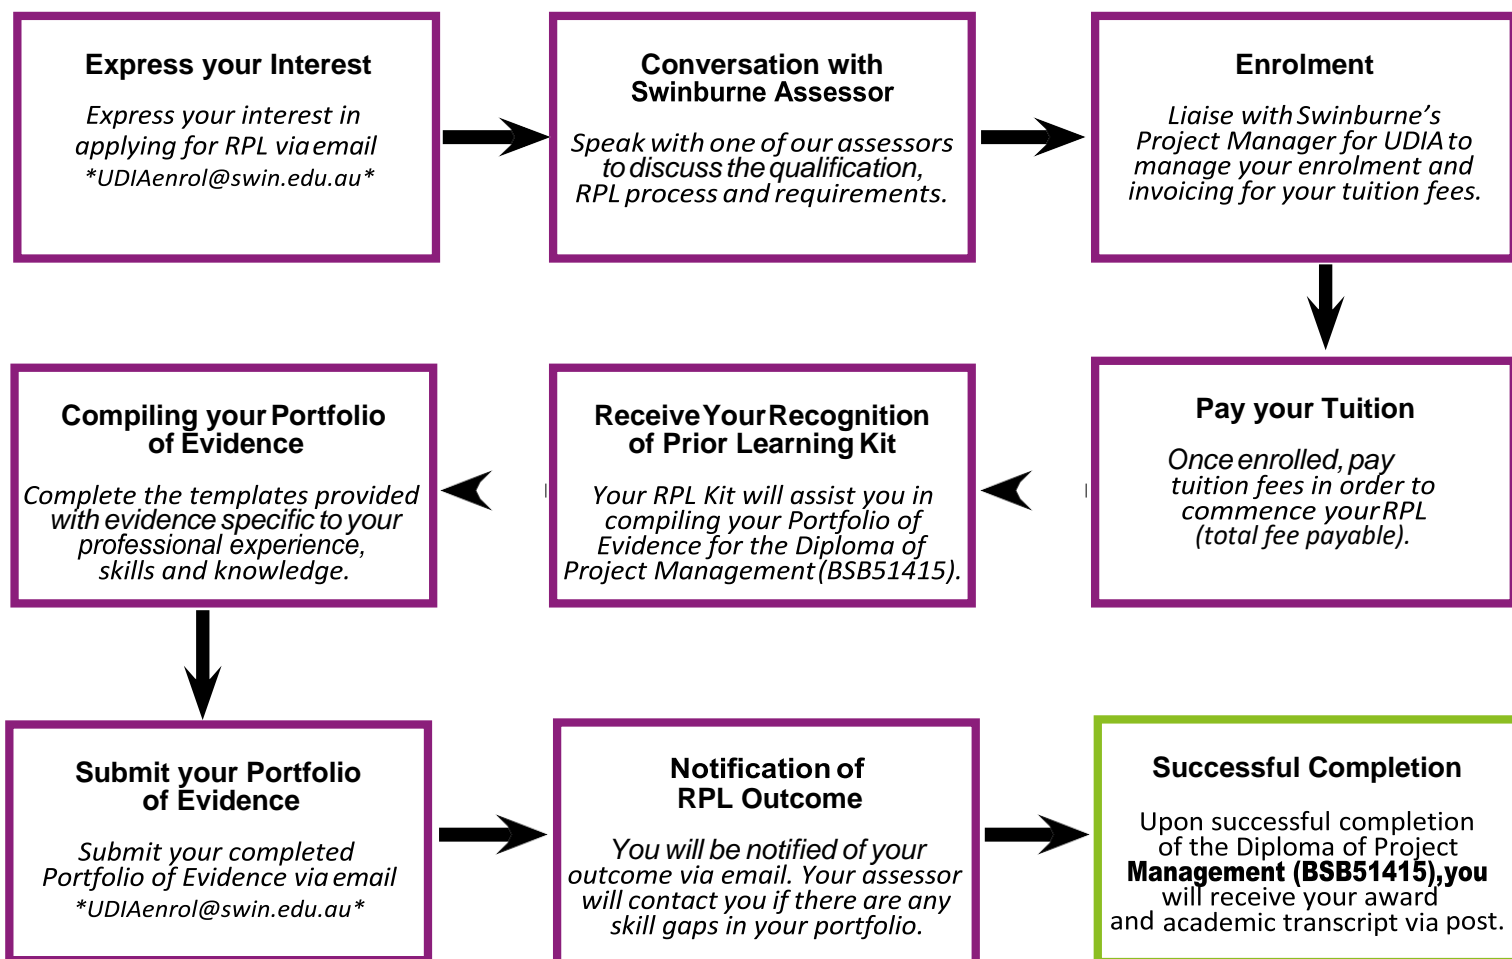 Express your Interest
Express your interest in
applying for RPL via email
*UDIAenrol@swin.edu.au*
Conversation with
Swinburne Assessor
Speak with one of our assessors
to discuss the qualification,
RPL process and requirements.
Enrolment
Liaise with Swinburne’s
Project Manager for UDIA to
manage your enrolment and
invoicing for your tuition fees.
Pay your Tuition
Once enrolled, pay
tuition fees in order to
commence your RPL
(total fee payable).
Receive Your Recognition
of Prior Learning Kit
Your RPL Kit will assist you in
compiling your Portfolio of
Evidence for the Diploma of
Project Management (BSB51415).
Compiling your Portfolio
of Evidence
Complete the templates provided
with evidence specific to your
professional experience,
skills and knowledge.
Submit your Portfolio
of Evidence
Submit your completed
Portfolio of Evidence via email
*UDIAenrol@swin.edu.au*
Notification of
RPL Outcome
You will be notified of your
outcome via email. Your assessor
will contact you if there are any
skill gaps in your portfolio.
Successful Completion
Upon successful completion
of the Diploma of Project
Management (BSB51415), you
will receive your award
and academic transcript via post.